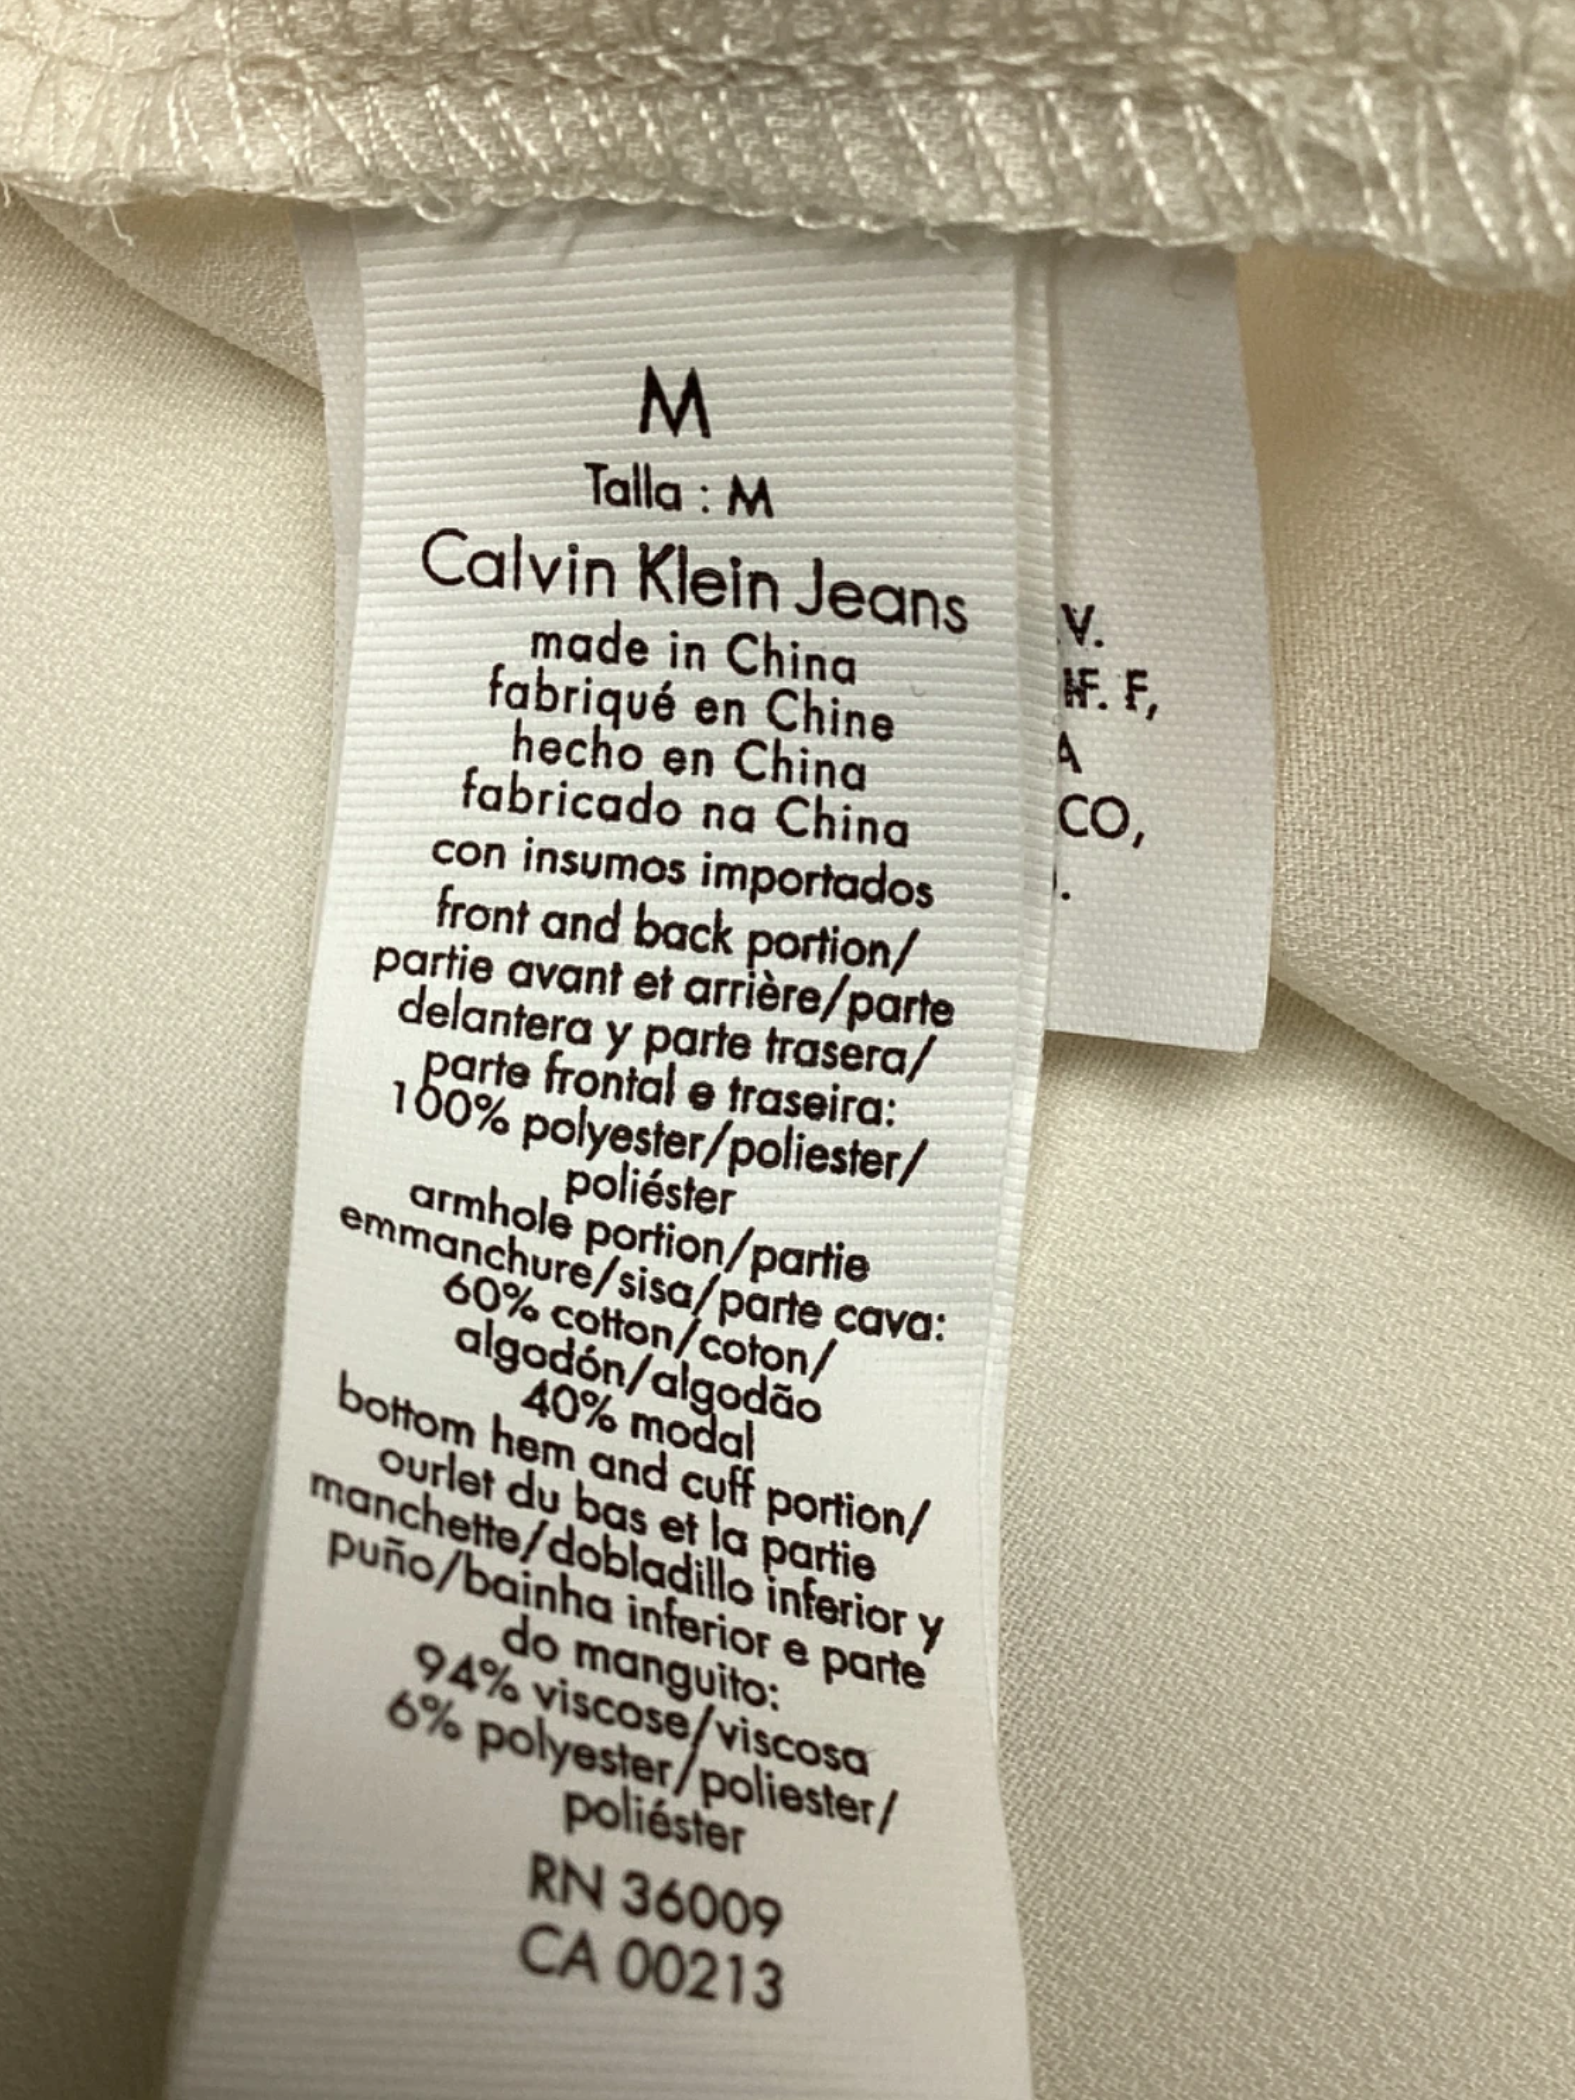 M
Talla : M
Calvin Klein Jeans
made in China
fabriqué en Chine
hecho en China
fabricado na China
con insumos importados
front and back portion/
partie avant et arrière/parte
delantera y parte trasera/
parte frontal e traseira:
100% polyester/poliester/
poliéster
armhole portion/partie
emmanchure/sisa/parte cava:
60% cotton/coton/
algodón/algodão
40% modal
bottom hem and cuff portion/
ourlet du bas et la partie
manchette/dobladillo inferior y
puño/bainha inferior e parte
do manguito:
94% viscose/viscosa
6% polyester/poliester/
poliéster
RN 36009
CA 00213
V.
F,
A
CO,